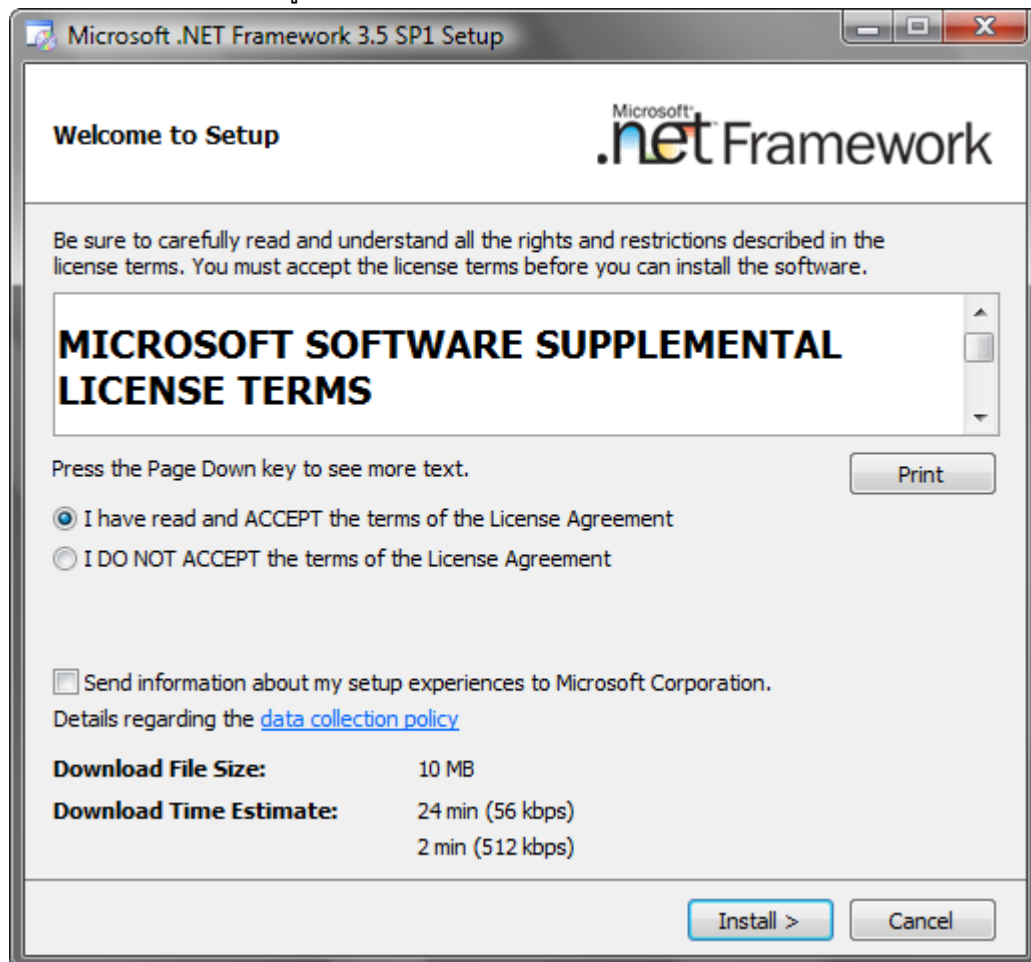 Microsoft .NET Framework 3.5 SP1 Setup
Welcome to Setup
Microsoft
.net Framework
Be sure to carefully read and understand all the rights and restrictions described in the
license terms. You must accept the license terms before you can install the software.
MICROSOFT SOFTWARE SUPPLEMENTAL
LICENSE TERMS
Press the Page Down key to see more text.
Print
I have read and ACCEPT the terms of the License Agreement
I DO NOT ACCEPT the terms of the License Agreement
Send information about my setup experiences to Microsoft Corporation.
Details regarding the data collection policy
Download File Size: 10 MB
Download Time Estimate: 24 min (56 kbps)
2 min (512 kbps)
Install > Cancel